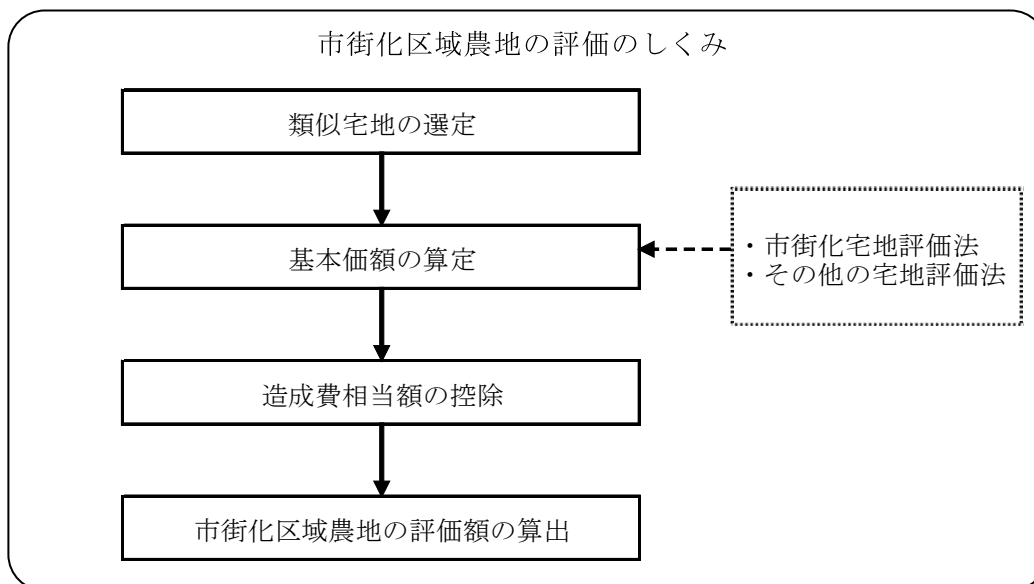 市街化区域農地の評価のしくみ
類似宅地の選定
基本価額の算定
・市街化宅地評価法
・その他の宅地評価法
造成費相当額の控除
市街化区域農地の評価額の算出